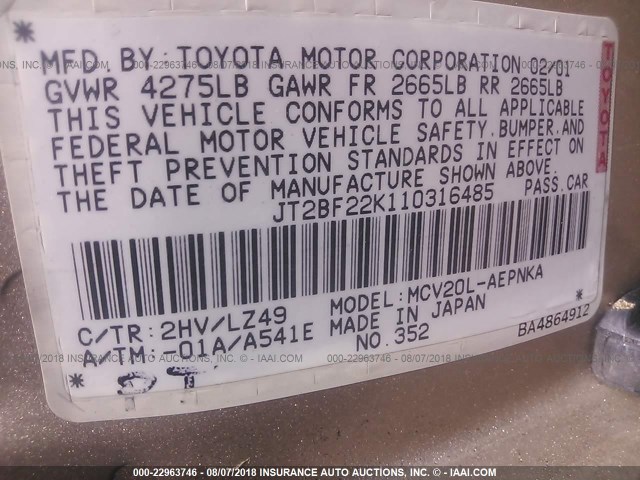 MFD. BY: TOYOTA MOTOR CORPORATION 02/01
GVWR 4275LB GAWR FR 2665LB RR 2665LB
THIS VEHICLE CONFORMS TO ALL APPLICABLE
FEDERAL MOTOR VEHICLE SAFETY, BUMPER, AND
THEFT PREVENTION STANDARDS IN EFFECT ON
THE DATE OF MANUFACTURE SHOWN ABOVE.
JT2BF22K110316485 PASS.CAR
TOYOTA
C/TR:2HV/LZ49 MODEL:MCV20L-AEPNKA
A/TM:-01A/A541E MADE IN JAPAN
NO.352 BA4864912
000-22963746 - 08/07/2018 INSURANCE AUTO AUCTIONS, INC. - © - IAAI.COM